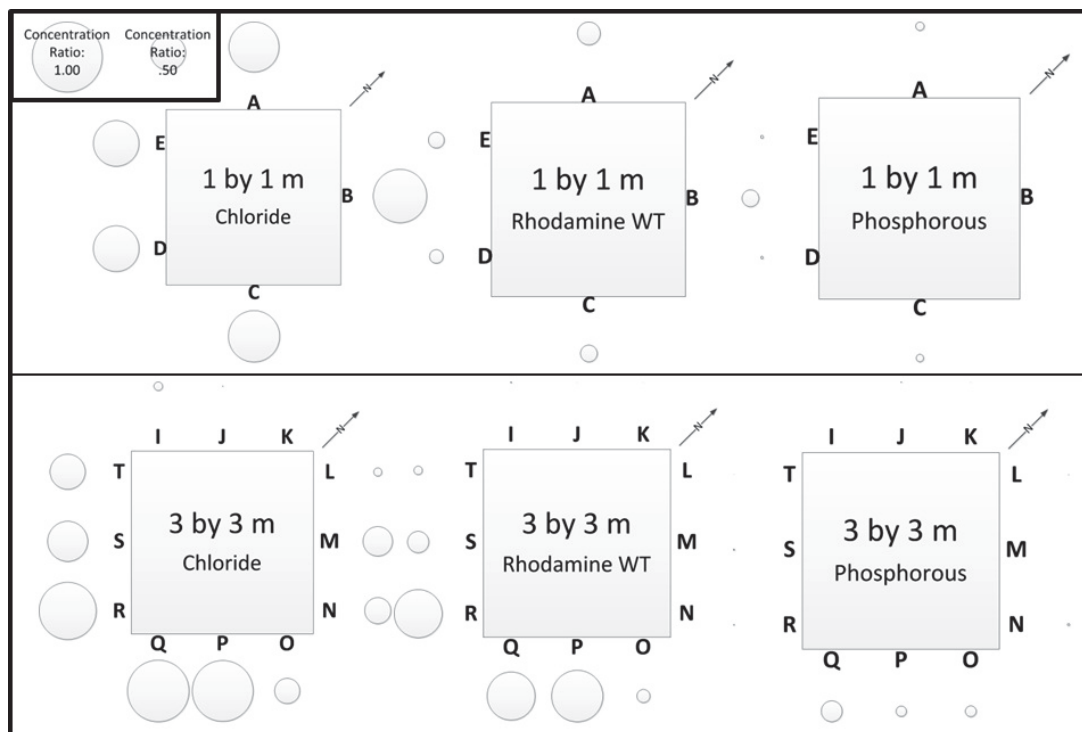 Concentration Concentration
Ratio: Ratio:
1.00 .50
N N N
A A A
E E E
1 by 1 m 1 by 1 m 1 by 1 m
B B B
Chloride Rhodamine WT Phosphorous
D D D
C C C
N N N
I J K I J K I J K
T L T L T L
3 by 3 m 3 by 3 m 3 by 3 m
S M S M S M
Chloride Rhodamine WT Phosphorous
R N R N R N
Q P O Q P O Q P O